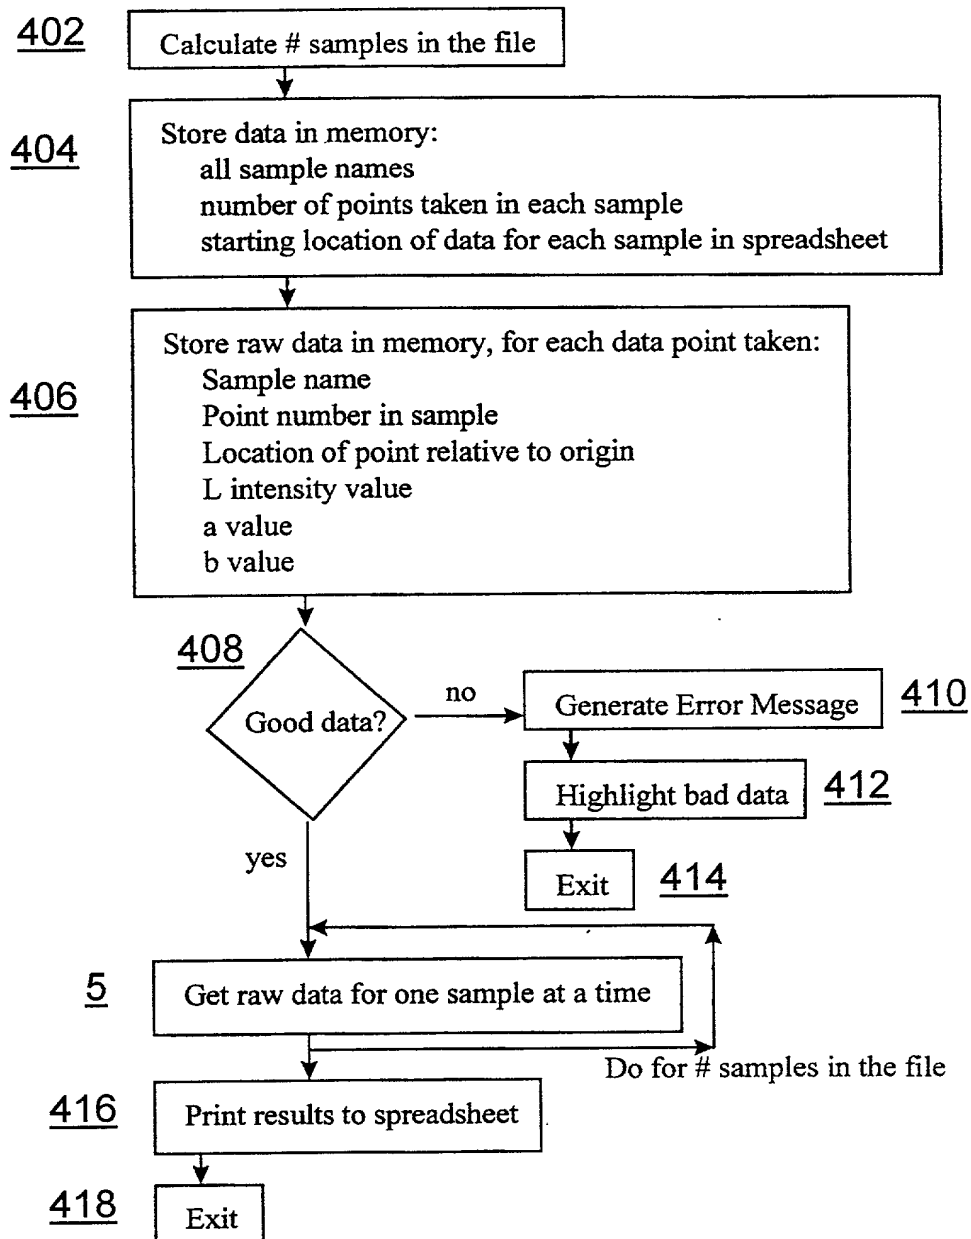 402
Calculate # samples in the file
404
Store data in memory:
all sample names
number of points taken in each sample
starting location of data for each sample in spreadsheet
406
Store raw data in memory, for each data point taken:
Sample name
Point number in sample
Location of point relative to origin
L intensity value
a value
b value
408
Good data?
no
Generate Error Message
410
Highlight bad data
412
yes
Exit
414
5
Get raw data for one sample at a time
Do for # samples in the file
416
Print results to spreadsheet
418
Exit